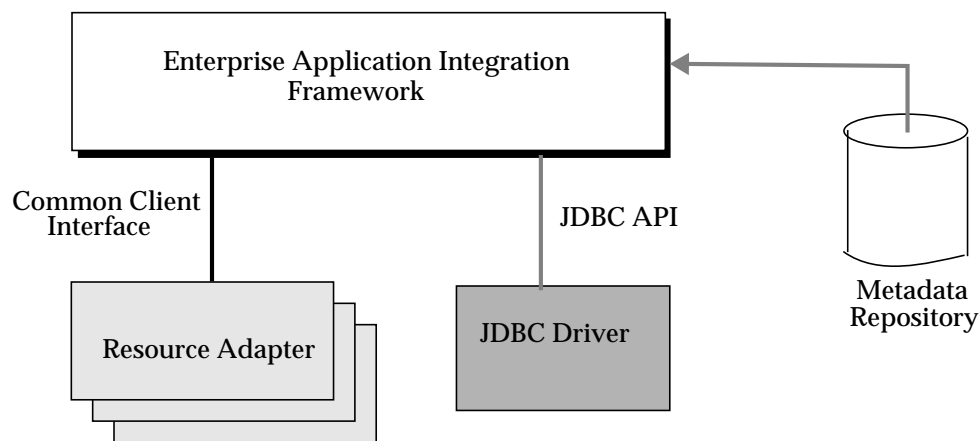 Enterprise Application Integration
Framework
Common Client
Interface
JDBC API
Metadata
Repository
Resource Adapter
JDBC Driver